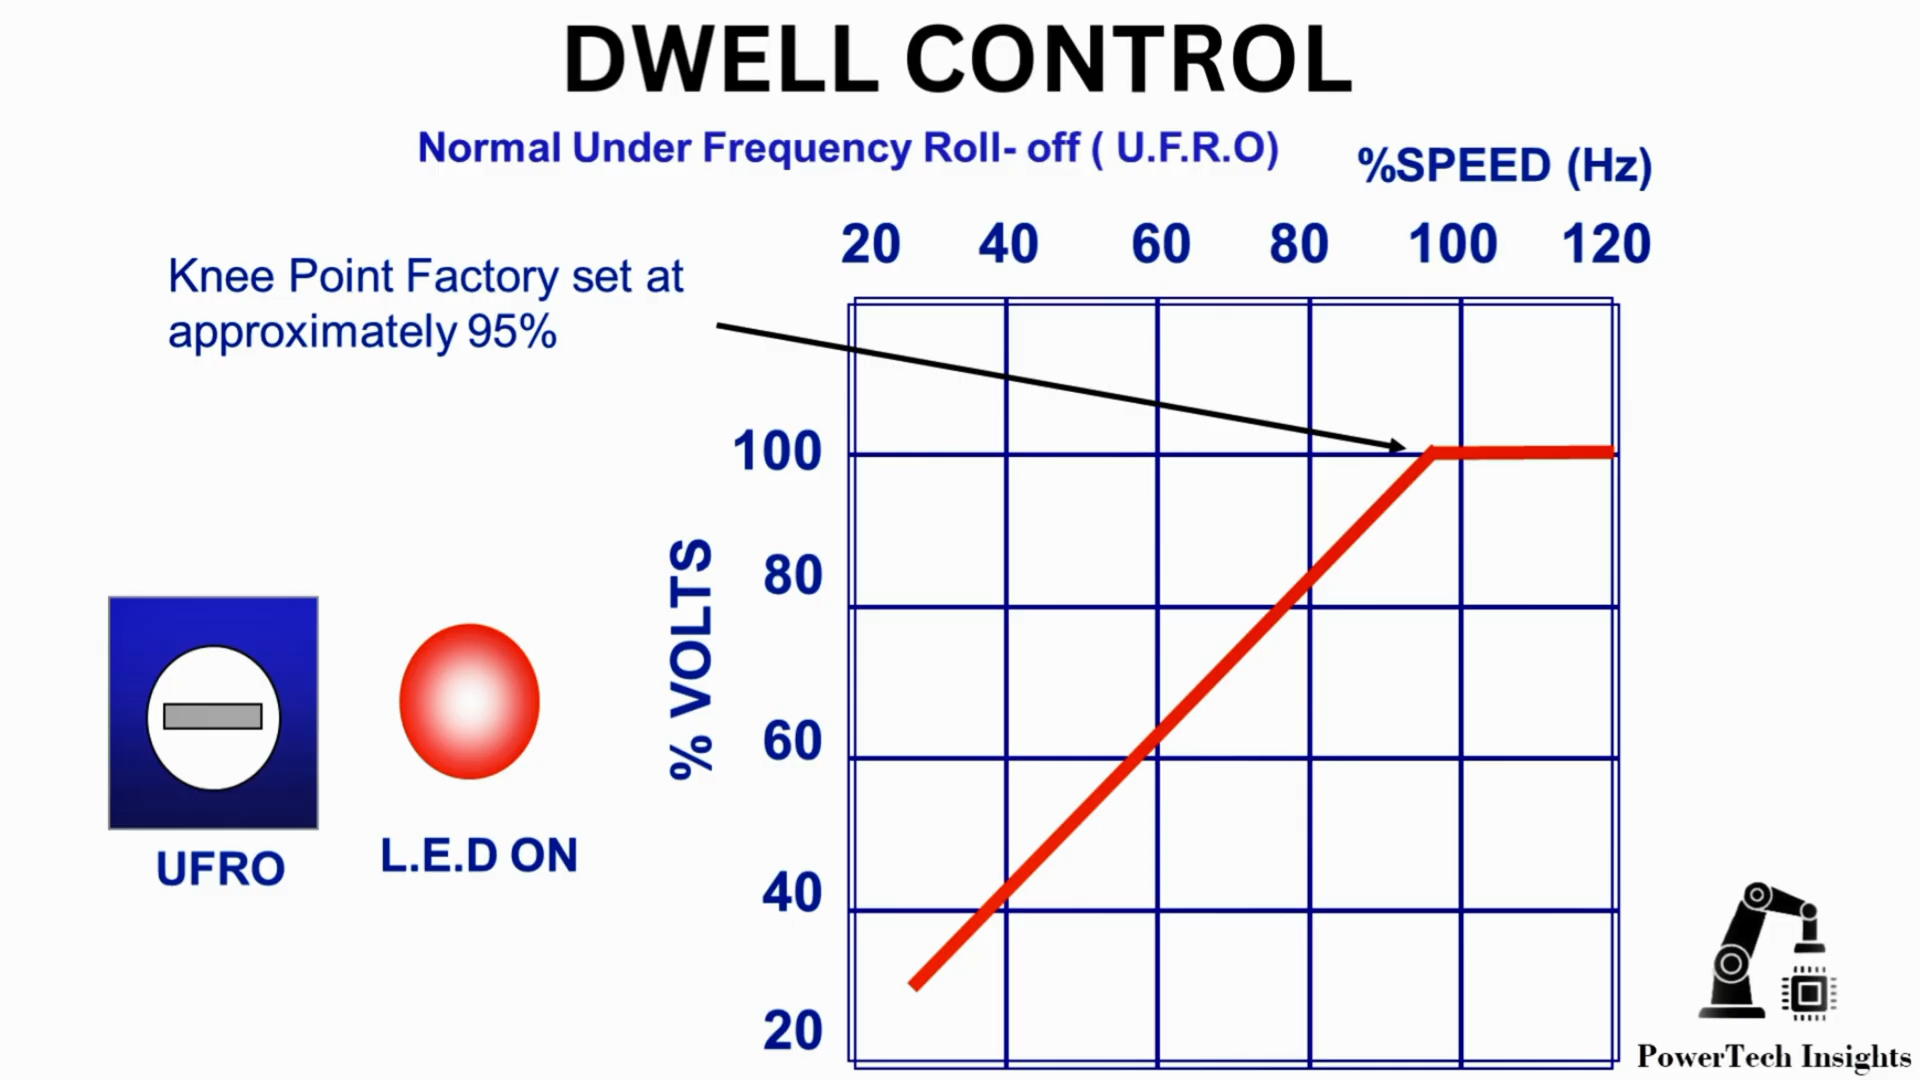 DWELL CONTROL
Normal Under Frequency Roll- off ( U.F.R.O)
%SPEED (Hz)
20 40 60 80 100 120
Knee Point Factory set at
approximately 95%
100
80
60
40
20
% VOLTS
UFRO
L.E.D ON
PowerTech Insights